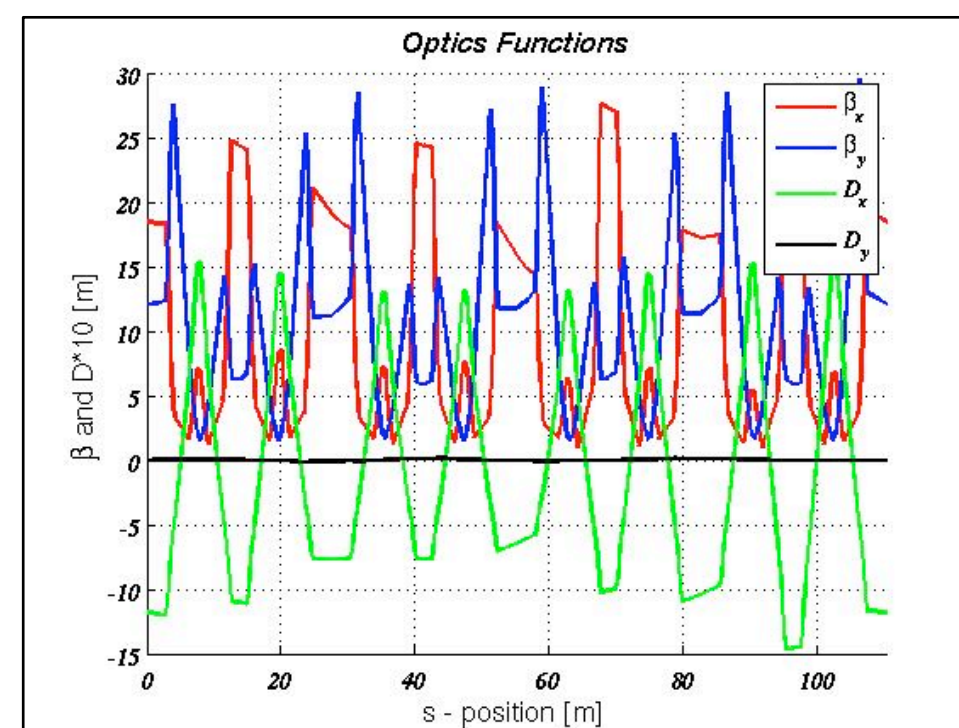 Optics Functions
30
25
20
15
10
5
0
-5
-10
-15
β and D*10 [m]
βx
βy
Dx
Dy
0 20 40 60 80 100
s - position [m]